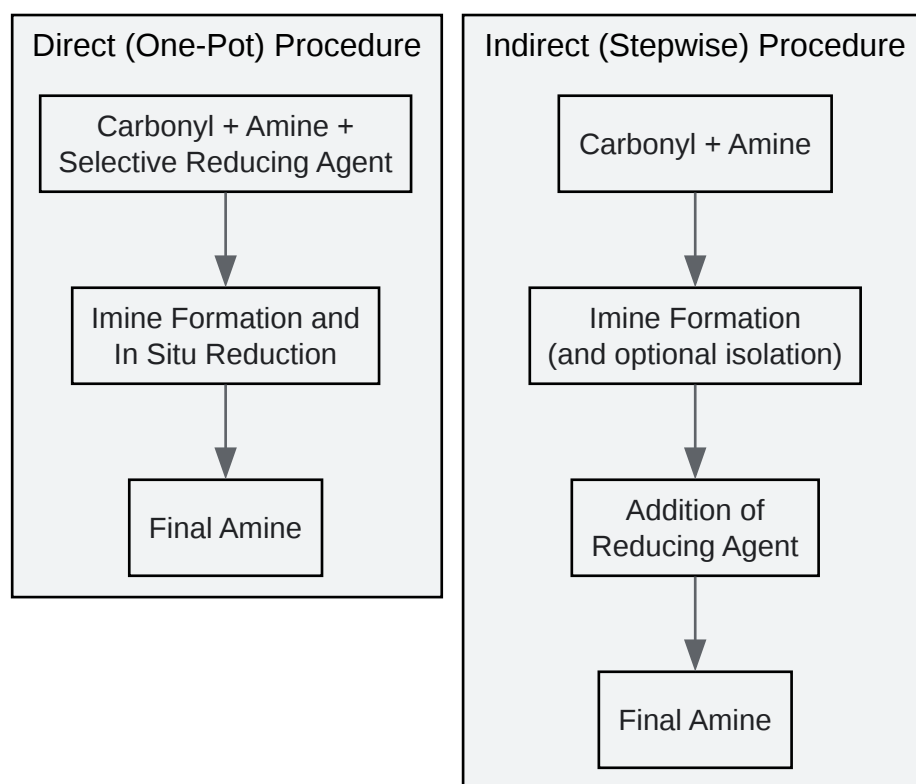 Direct (One-Pot) Procedure
Carbonyl + Amine +
Selective Reducing Agent
Imine Formation and
In Situ Reduction
Final Amine
Indirect (Stepwise) Procedure
Carbonyl + Amine
Imine Formation
(and optional isolation)
Addition of
Reducing Agent
Final Amine